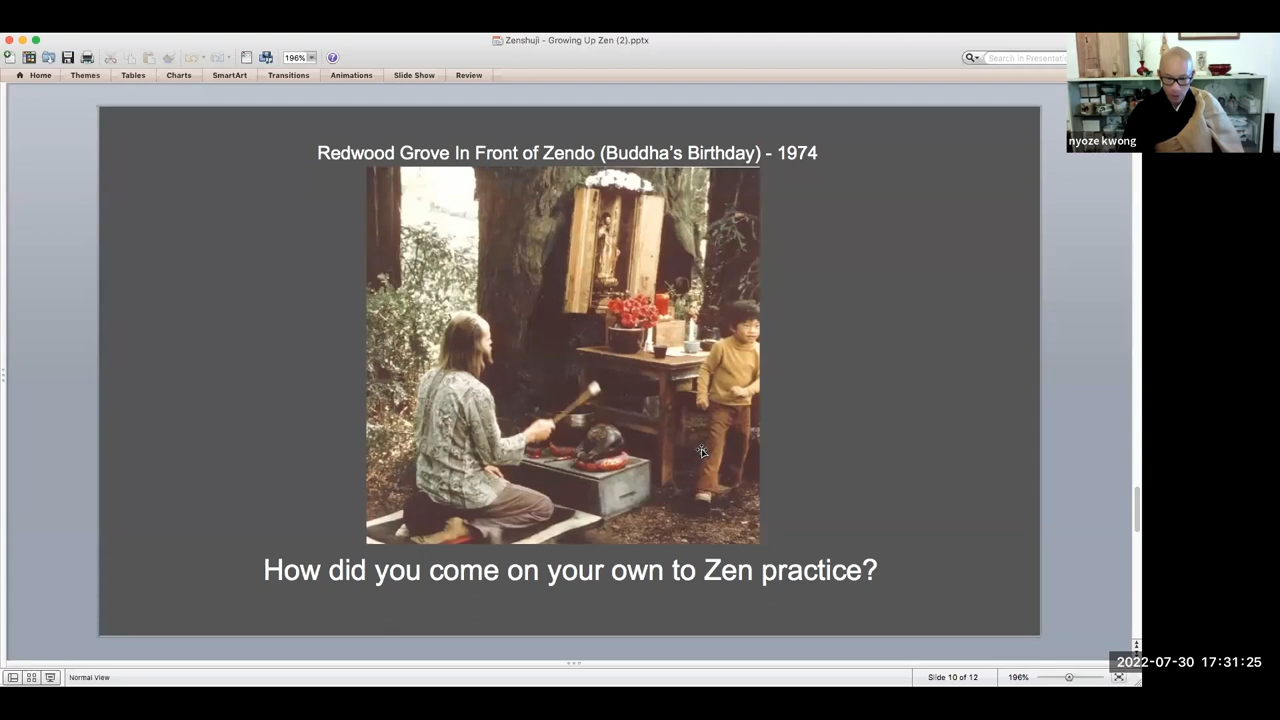 Zenshuji - Growing Up Zen (2).pptx
196%
Search in Presentati
Home Themes Tables Charts SmartArt Transitions Animations Slide Show Review
nyoze kwong
Redwood Grove In Front of Zendo (Buddha's Birthday) - 1974
How did you come on your own to Zen practice?
2022-07-30 17:31:25
Normal View
Slide 10 of 12
196%